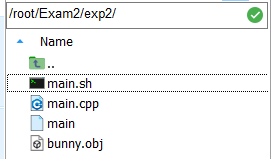 /root/Exam2/exp2/
Name
..
main.sh
main.cpp
main
bunny.obj